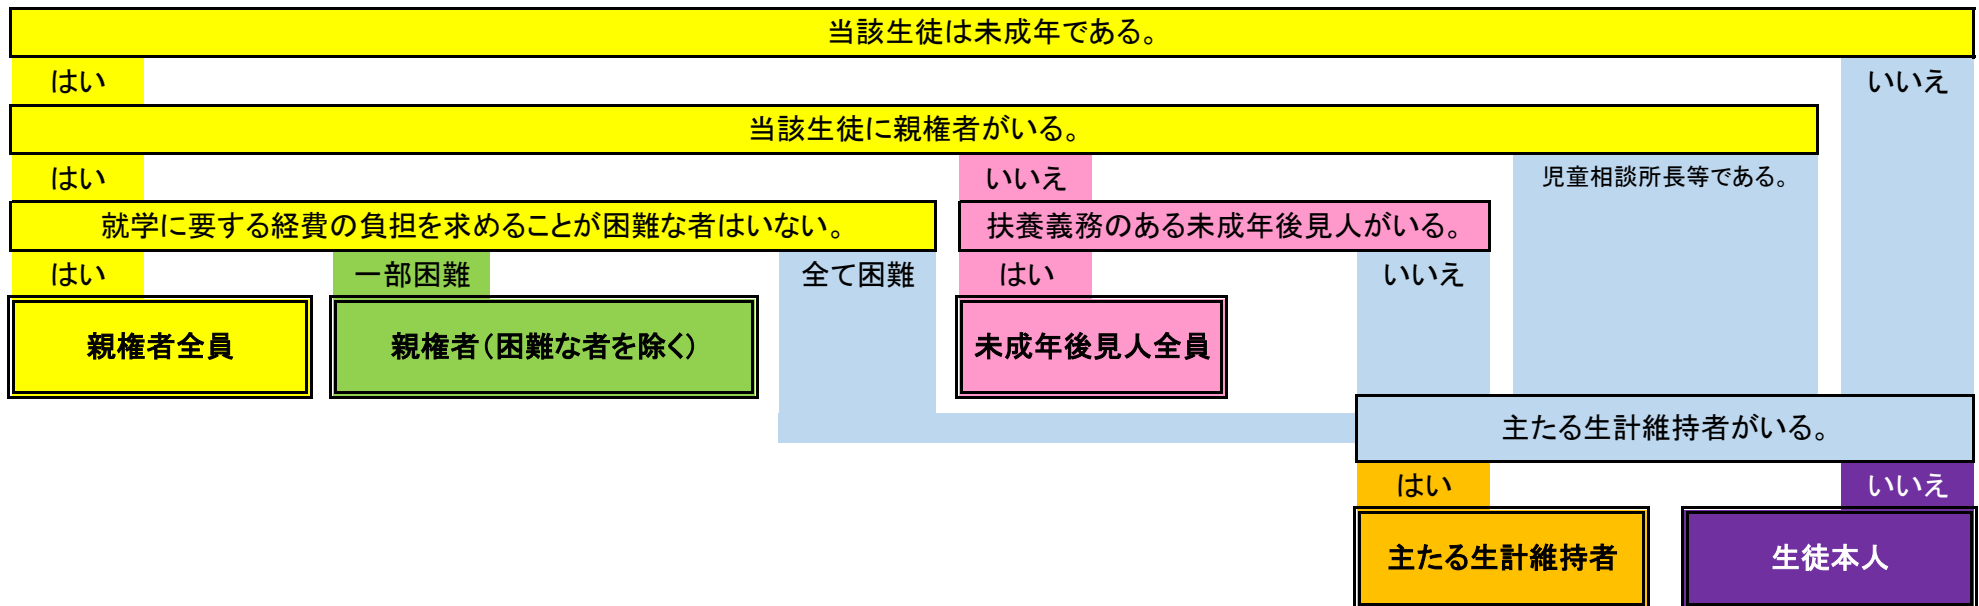 当該生徒は未成年である。
はい
いいえ
当該生徒に親権者がいる。
はい
いいえ
児童相談所長等である。
就学に要する経費の負担を求めることが困難な者はいない。
扶養義務のある未成年後見人がいる。
はい
一部困難
全て困難
はい
いいえ
親権者全員
親権者（困難な者を除く）
未成年後見人全員
主たる生計維持者がいる。
はい
いいえ
主たる生計維持者
生徒本人